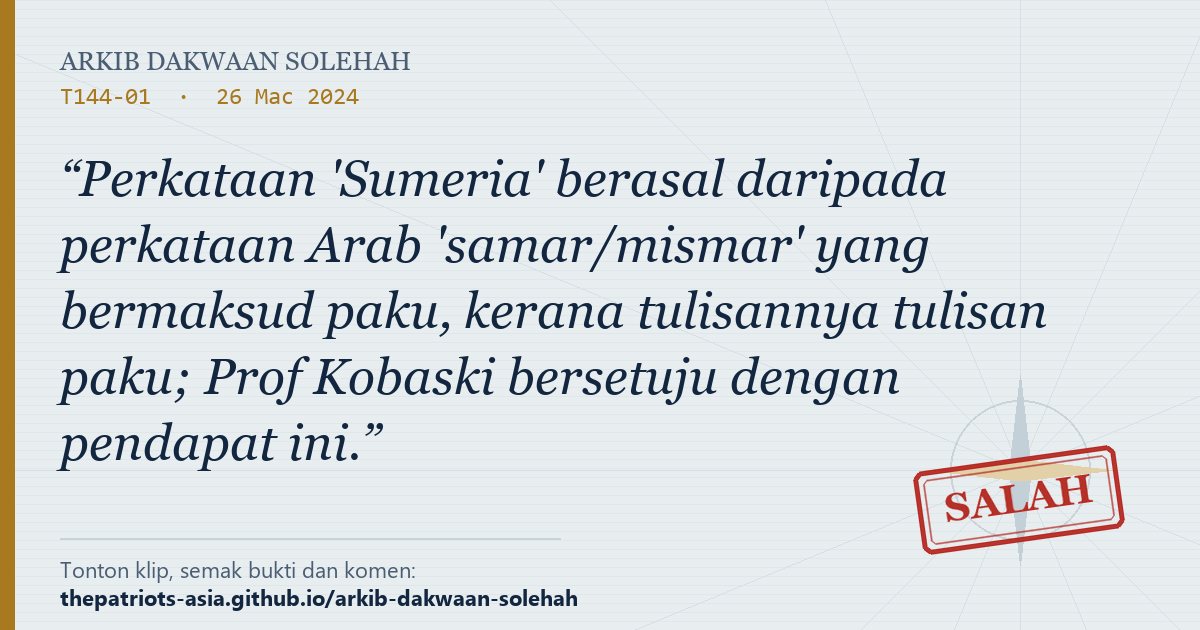 ARKIB DAKWAAN SOLEHAH
T144-01 · 26 Mac 2024
“Perkataan 'Sumeria' berasal daripada
perkataan Arab 'samar/mismar' yang
bermaksud paku, kerana tulisannya tulisan
paku; Prof Kobaski bersetuju dengan
pendapat ini.”
SALAH
Tonton klip, semak bukti dan komen:
thepatriots-asia.github.io/arkib-dakwaan-solehah